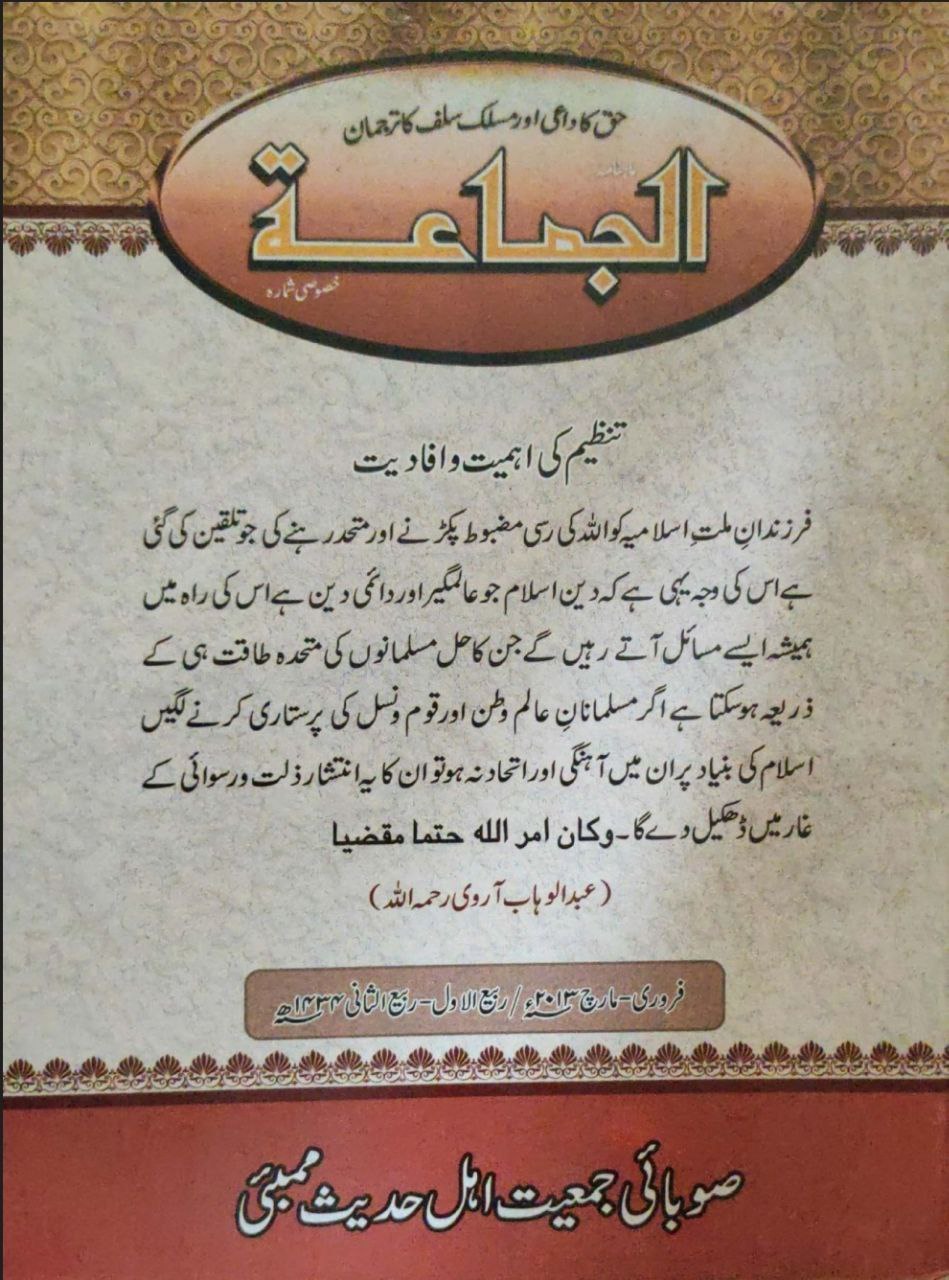 حق کا داعی اور مسلک سلف کا ترجمان
ماہنامہ
الجماعة
خصوصی شمارہ
تنظیم کی اہمیت و افادیت
فرزندانِ ملتِ اسلامیہ کو اللہ کی رسی مضبوط پکڑنے اور متحد رہنے کی جو تلقین کی گئی
ہے اس کی وجہ یہی ہے کہ دین اسلام جو عالمگیر اور دائمی دین ہے اس کی راہ میں
ہمیشہ ایسے مسائل آتے رہیں گے جن کا حل مسلمانوں کی متحدہ طاقت ہی کے
ذریعہ ہوسکتا ہے اگر مسلمانانِ عالم وطن اور قوم ونسل کی پرستاری کرنے لگیں
اسلام کی بنیاد پر ان میں آہنگی اور اتحاد نہ ہو تو ان کا یہ انتشار ذلت ورسوائی کے
غار میں ڈھکیل دے گا۔ وکان امر الله حتما مقضیا
(عبدالوہاب آروی رحمہ اللہ)
فروری-مارچ ۲۰۱۳ء / ربیع الاول-ربیع الثانی ۱۴۳۴ھ
صوبائی جمعیت اہل حدیث ممبئی